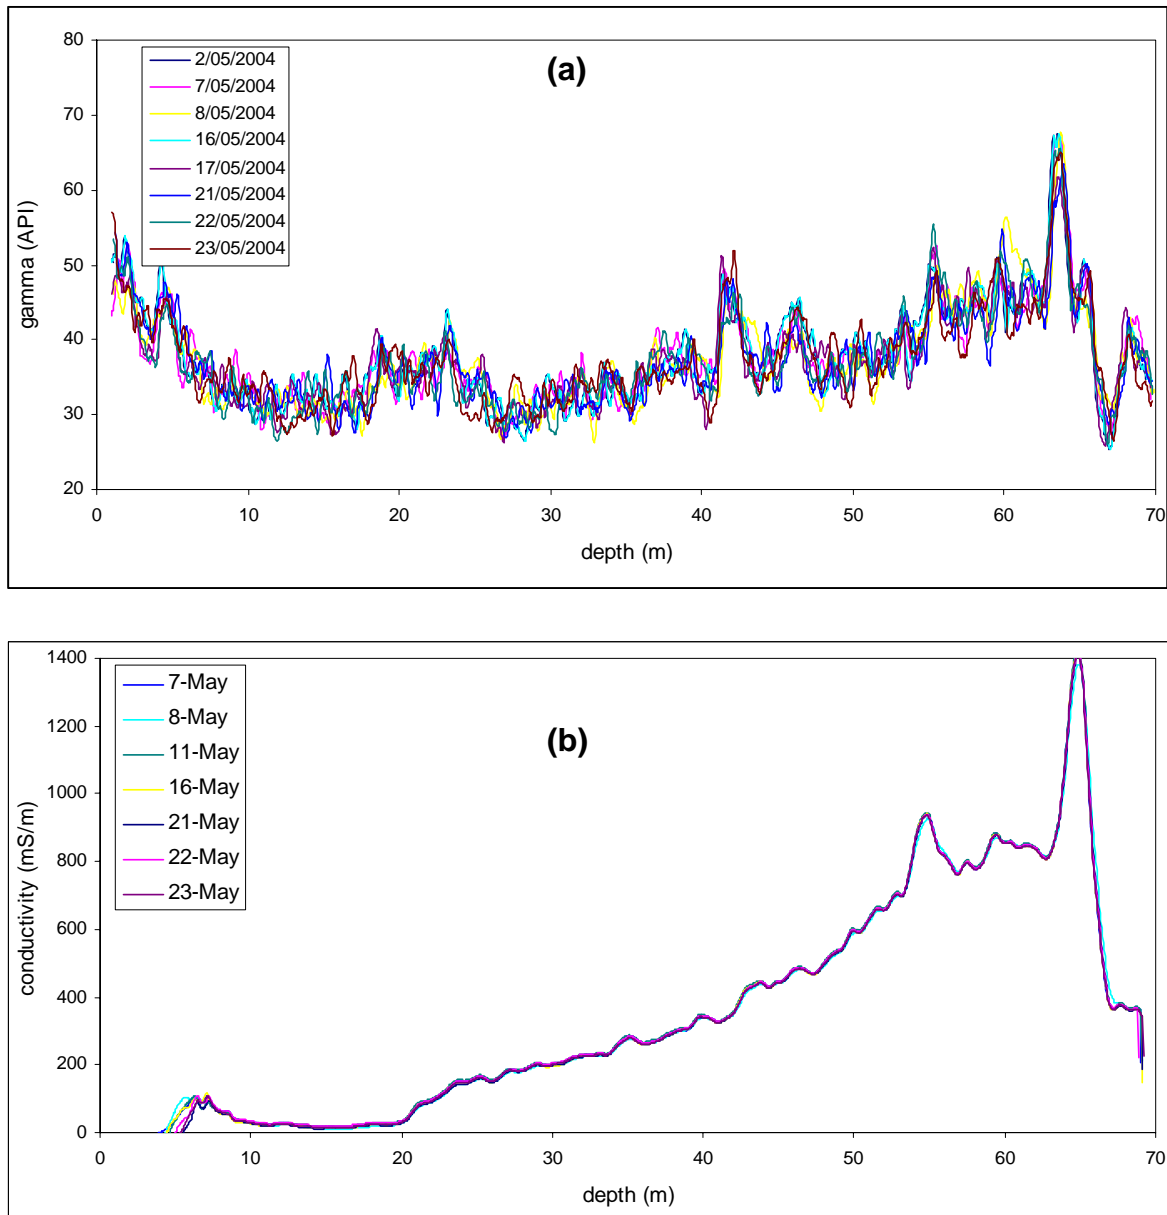 (a)
80
70
60
50
40
30
20
gamma (API)
2/05/2004
7/05/2004
8/05/2004
16/05/2004
17/05/2004
21/05/2004
22/05/2004
23/05/2004
0 10 20 30 40 50 60 70
depth (m)
(b)
1400
1200
1000
800
600
400
200
0
conductivity (mS/m)
7-May
8-May
11-May
16-May
21-May
22-May
23-May
0 10 20 30 40 50 60 70
depth (m)